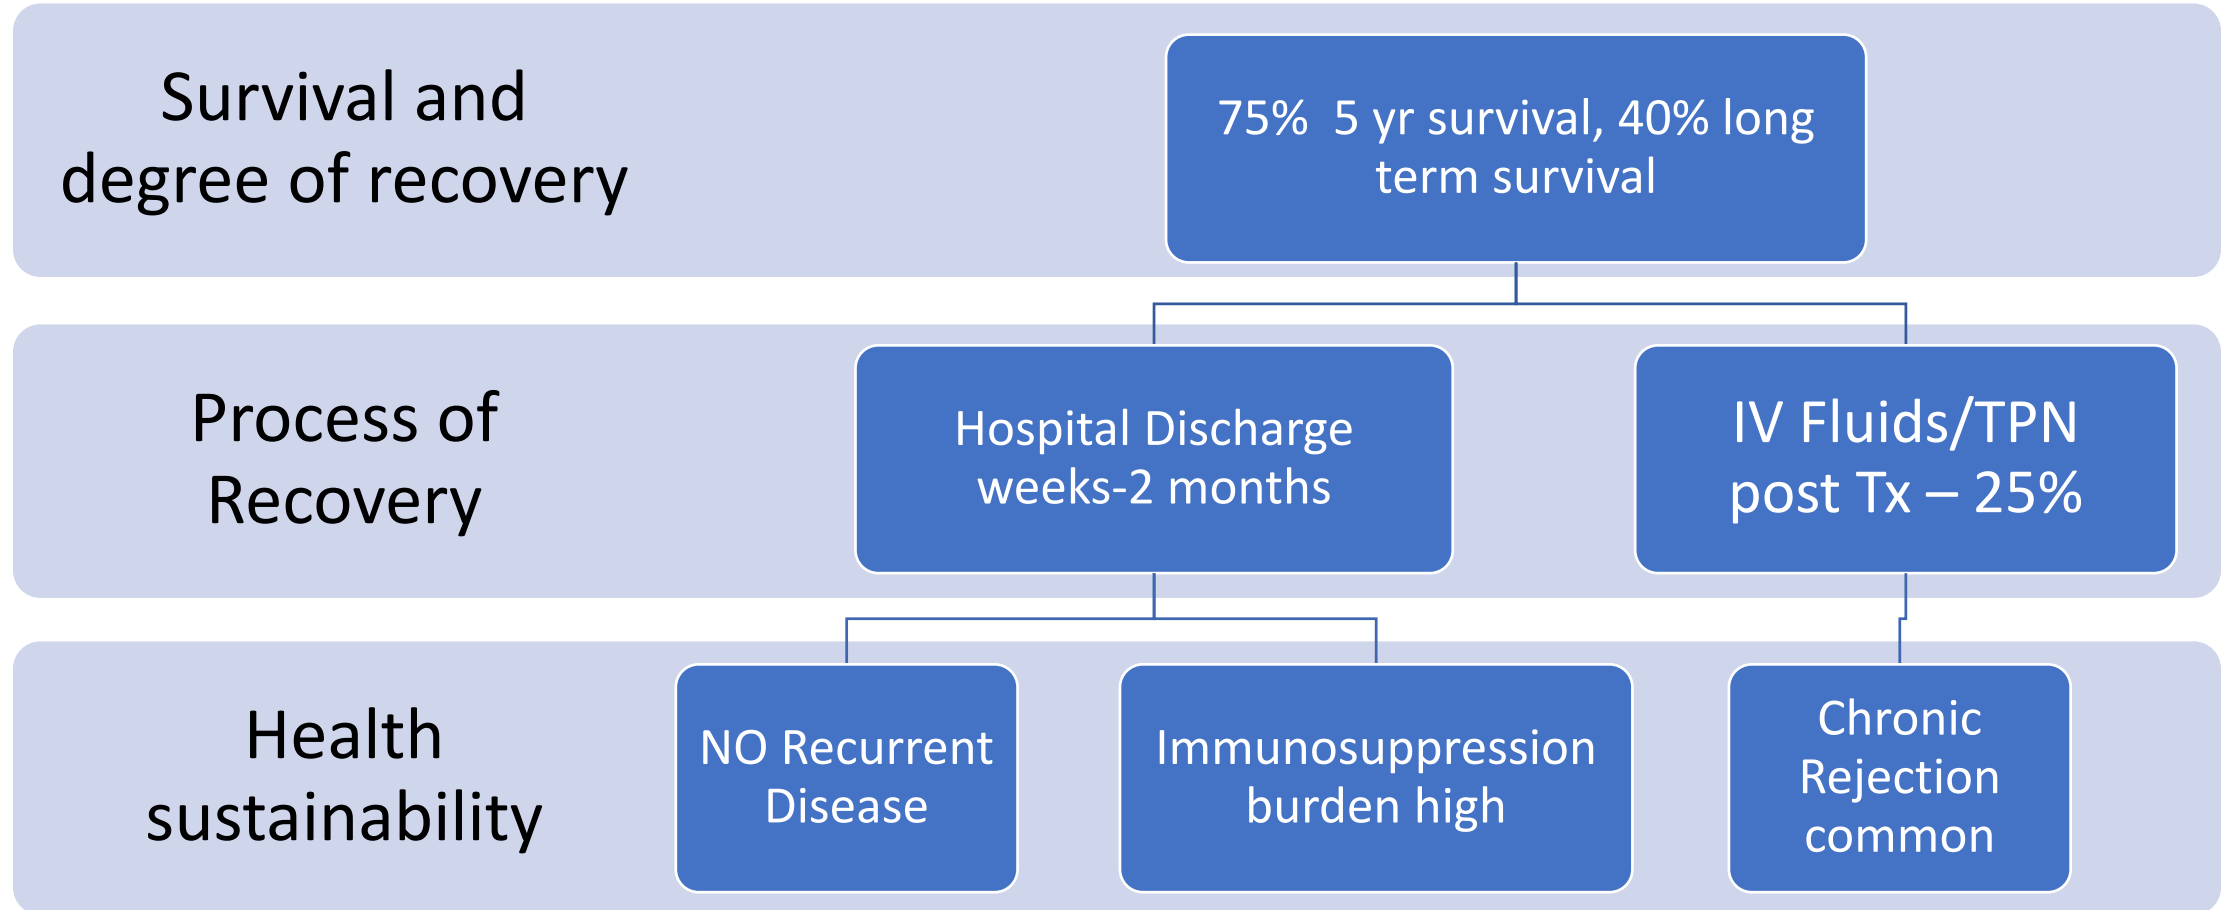 Survival and
degree of recovery
75%  5 yr survival, 40% long
term survival
Process of
Recovery
Hospital Discharge
weeks-2 months
IV Fluids/TPN
post Tx – 25%
Health
sustainability
NO Recurrent
Disease
Immunosuppression
burden high
Chronic
Rejection
common